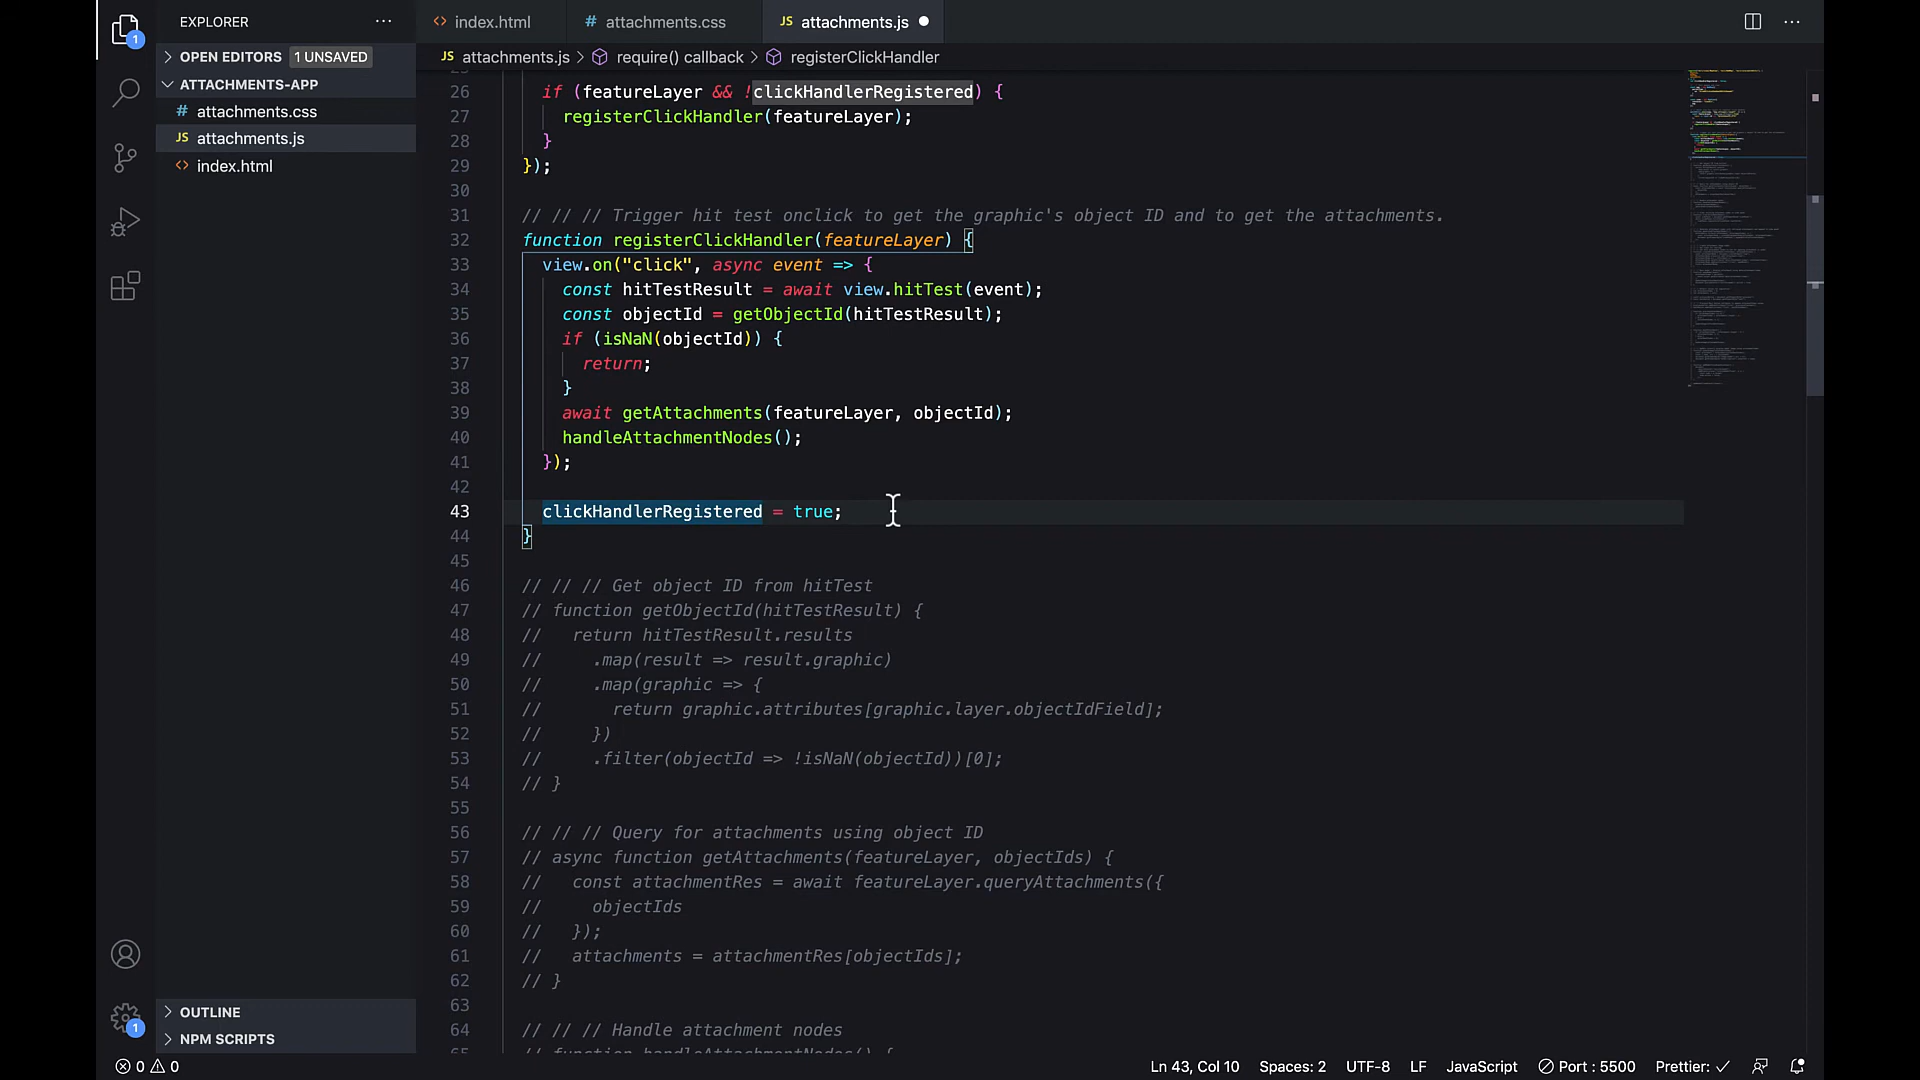 EXPLORER
index.html
attachments.css
JS attachments.js
1
OPEN EDITORS 1 UNSAVED
JS attachments.js > require() callback > registerClickHandler
ATTACHMENTS-APP
# attachments.css
JS attachments.js
<> index.html
26 if (featureLayer && !clickHandlerRegistered) {
27 registerClickHandler(featureLayer);
28 }
29 });
30
31 // // // Trigger hit test onclick to get the graphic's object ID and to get the attachments.
32 function registerClickHandler(featureLayer) {
33 view.on("click", async event => {
34 const hitTestResult = await view.hitTest(event);
35 const objectId = getObjectId(hitTestResult);
36 if (isNaN(objectId)) {
37 return;
38 }
39 await getAttachments(featureLayer, objectId);
40 handleAttachmentNodes();
41 });
42
43 clickHandlerRegistered = true;
44 }
45
46 // // // Get object ID from hitTest
47 // function getObjectId(hitTestResult) {
48 // return hitTestResult.results
49 // .map(result => result.graphic)
50 // .map(graphic => {
51 // return graphic.attributes[graphic.layer.objectIdField];
52 // })
53 // .filter(objectId => !isNaN(objectId))[0];
54 // }
55
56 // // // Query for attachments using object ID
57 // async function getAttachments(featureLayer, objectIds) {
58 // const attachmentRes = await featureLayer.queryAttachments({
59 // objectIds
60 // });
61 // attachments = attachmentRes[objectIds];
62 // }
63
64 // // // Handle attachment nodes
// function handleAttachmentNodes() {
OUTLINE
1
NPM SCRIPTS
0 0
Ln 43, Col 10
Spaces: 2
UTF-8
LF
JavaScript
Port : 5500
Prettier: ✓